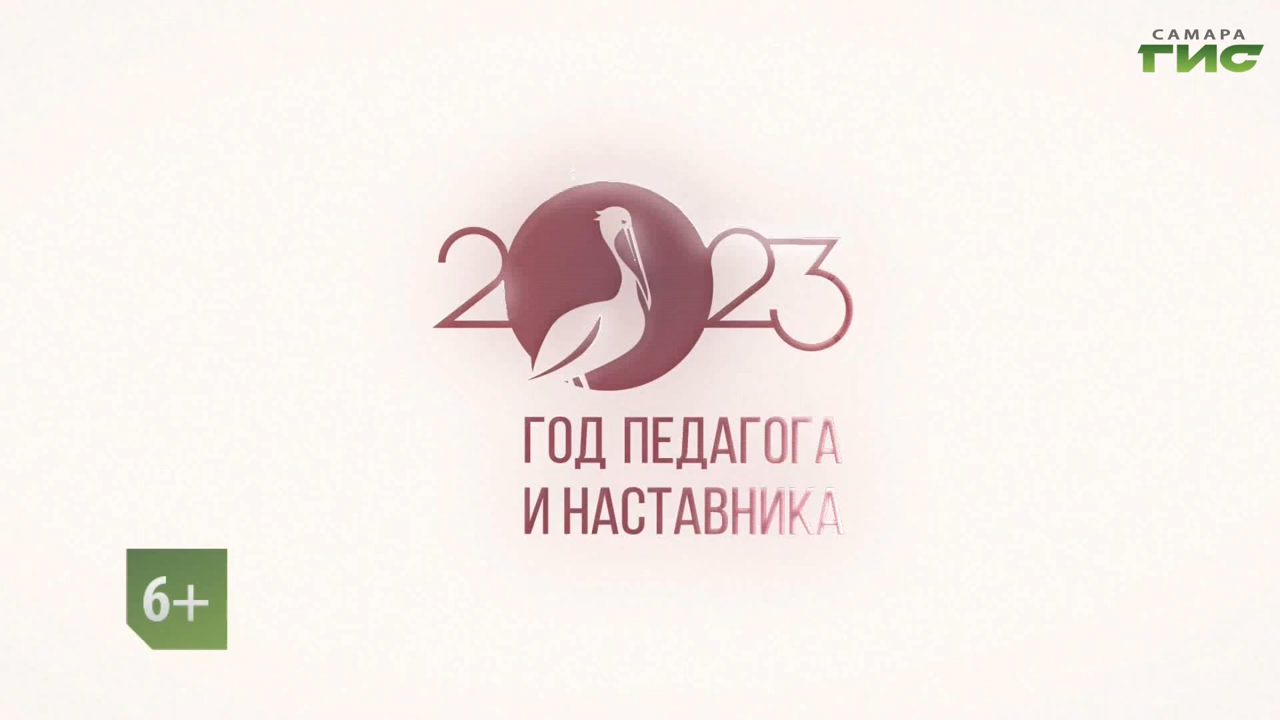 САМАРА
ГИС
2023
ГОД ПЕДАГОГА
И НАСТАВНИКА
6+